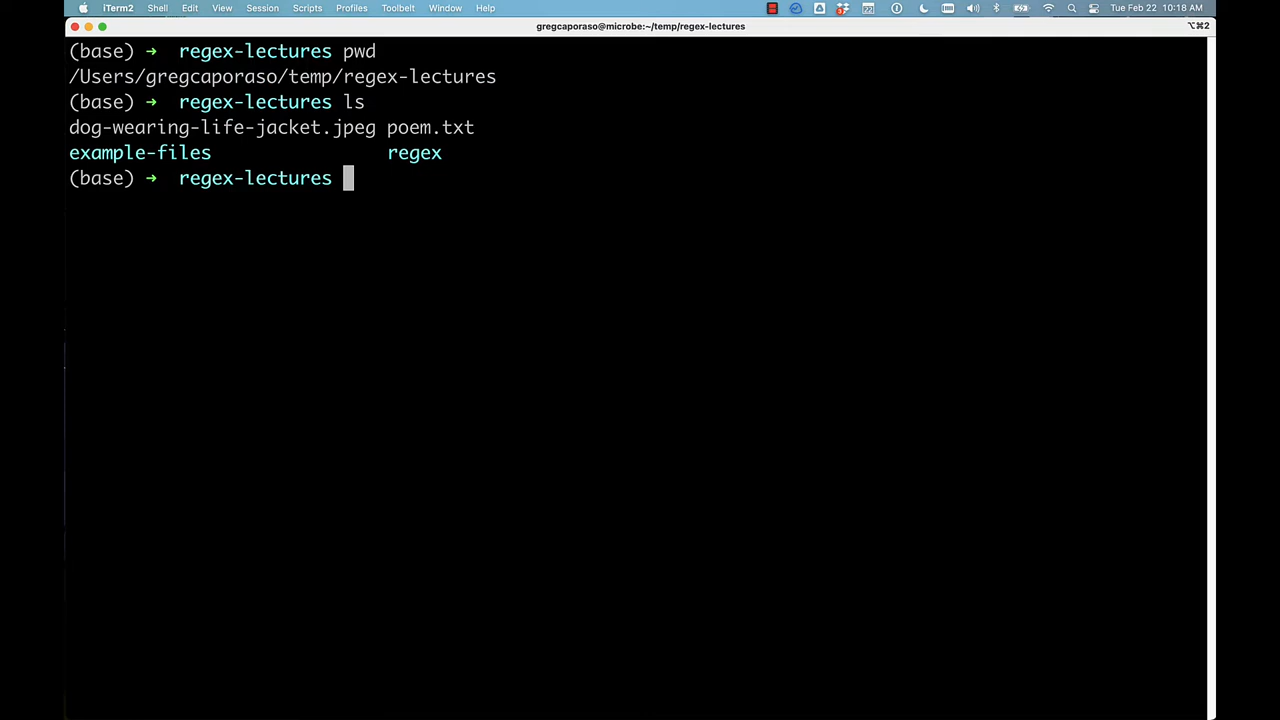 iTerm2 Shell Edit View Session Scripts Profiles Toolbelt Window Help 22 Tue Feb 22 10:18 AM
gregcaporaso@microbe:~/temp/regex-lectures ⌥⌘2
(base) → regex-lectures pwd
/Users/gregcaporaso/temp/regex-lectures
(base) → regex-lectures ls
dog-wearing-life-jacket.jpeg poem.txt
example-files regex
(base) → regex-lectures